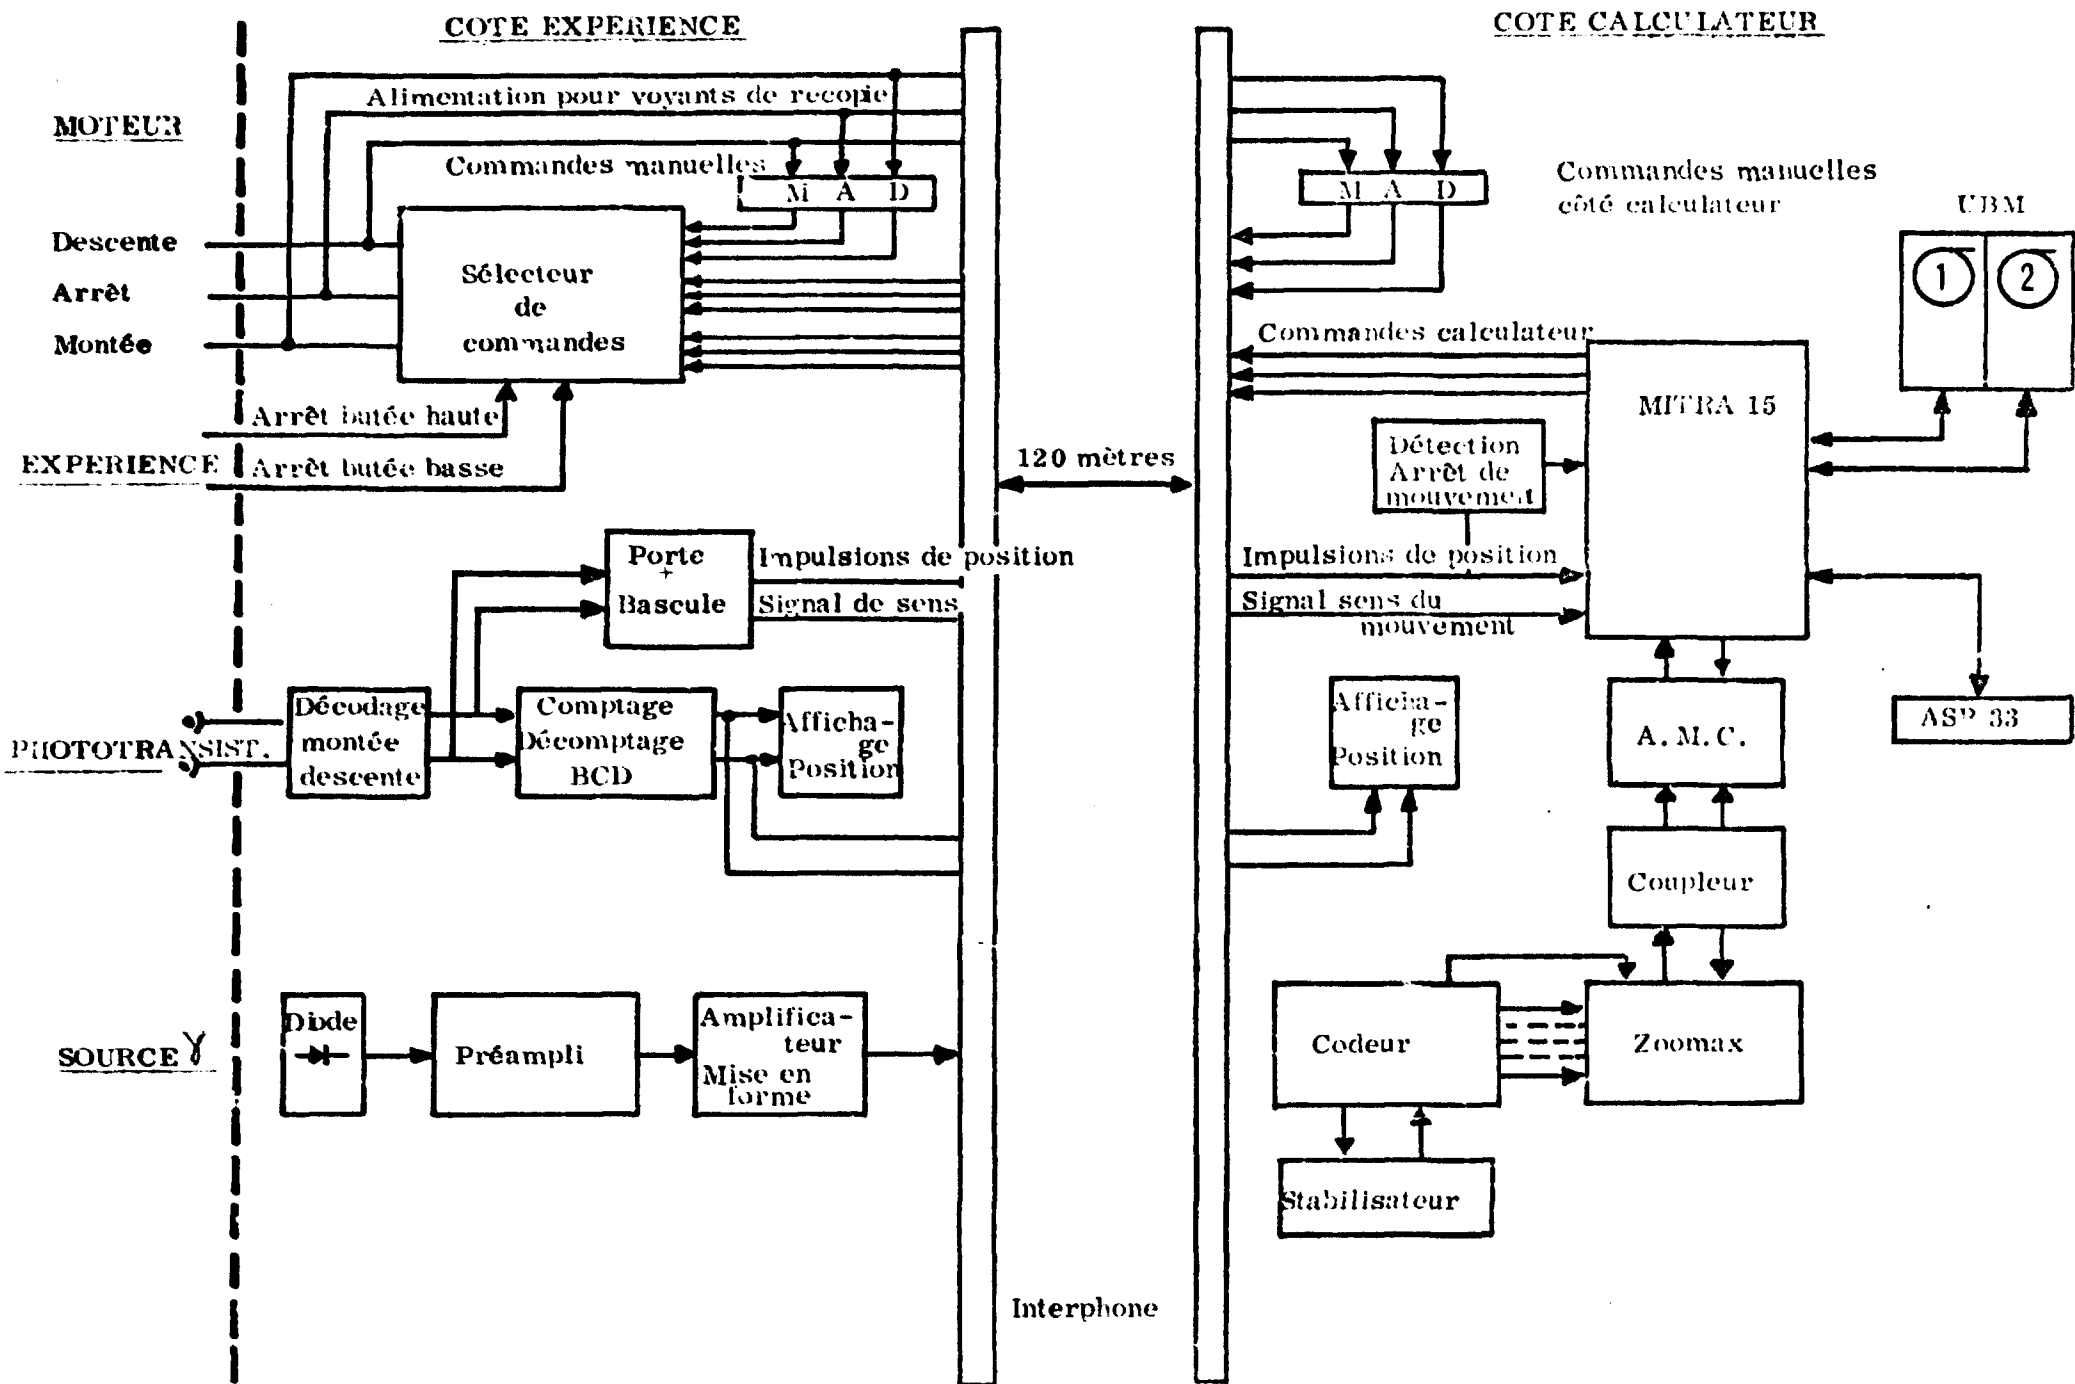 COTE EXPERIENCE
MOTEUR
Alimentation pour voyants de recopie
Commandes manuelles
M A D
Descente
Arrêt
Montée
Sélecteur
de
commandes
Arrêt butée haute
EXPERIENCE
Arrêt butée basse
Porte
+
Bascule
Impulsions de position
Signal de sens
PHOTOTRANSIST.
Décodage
montée
descente
Comptage
Décomptage
BCD
Afficha-
ge
Position
SOURCE γ
Diode
Préampli
Amplifica-
teur
Mise en
forme
120 mètres
Interphone
COTE CALCULATEUR
M A D
Commandes manuelles
côté calculateur
UBM
1
2
Commandes calculateur
MITRA 15
Détection
Arrêt de
mouvement
Impulsions de position
Signal sens du
mouvement
Afficha-
ge
Position
A. M. C.
33
Coupleur
Codeur
Zoomax
Stabilisateur